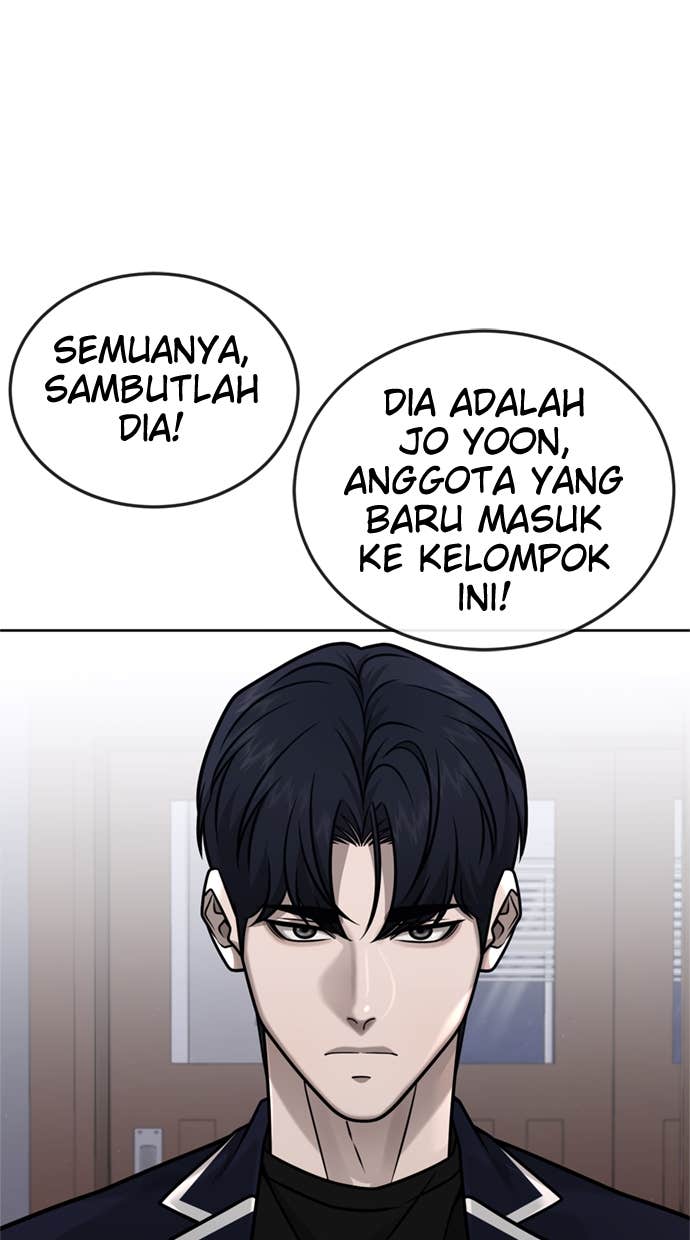 SEMUANYA,
SAMBUTLAH
DIA!
DIA ADALAH
JO YOON,
ANGGOTA YANG
BARU MASUK
KE KELOMPOK
INI!